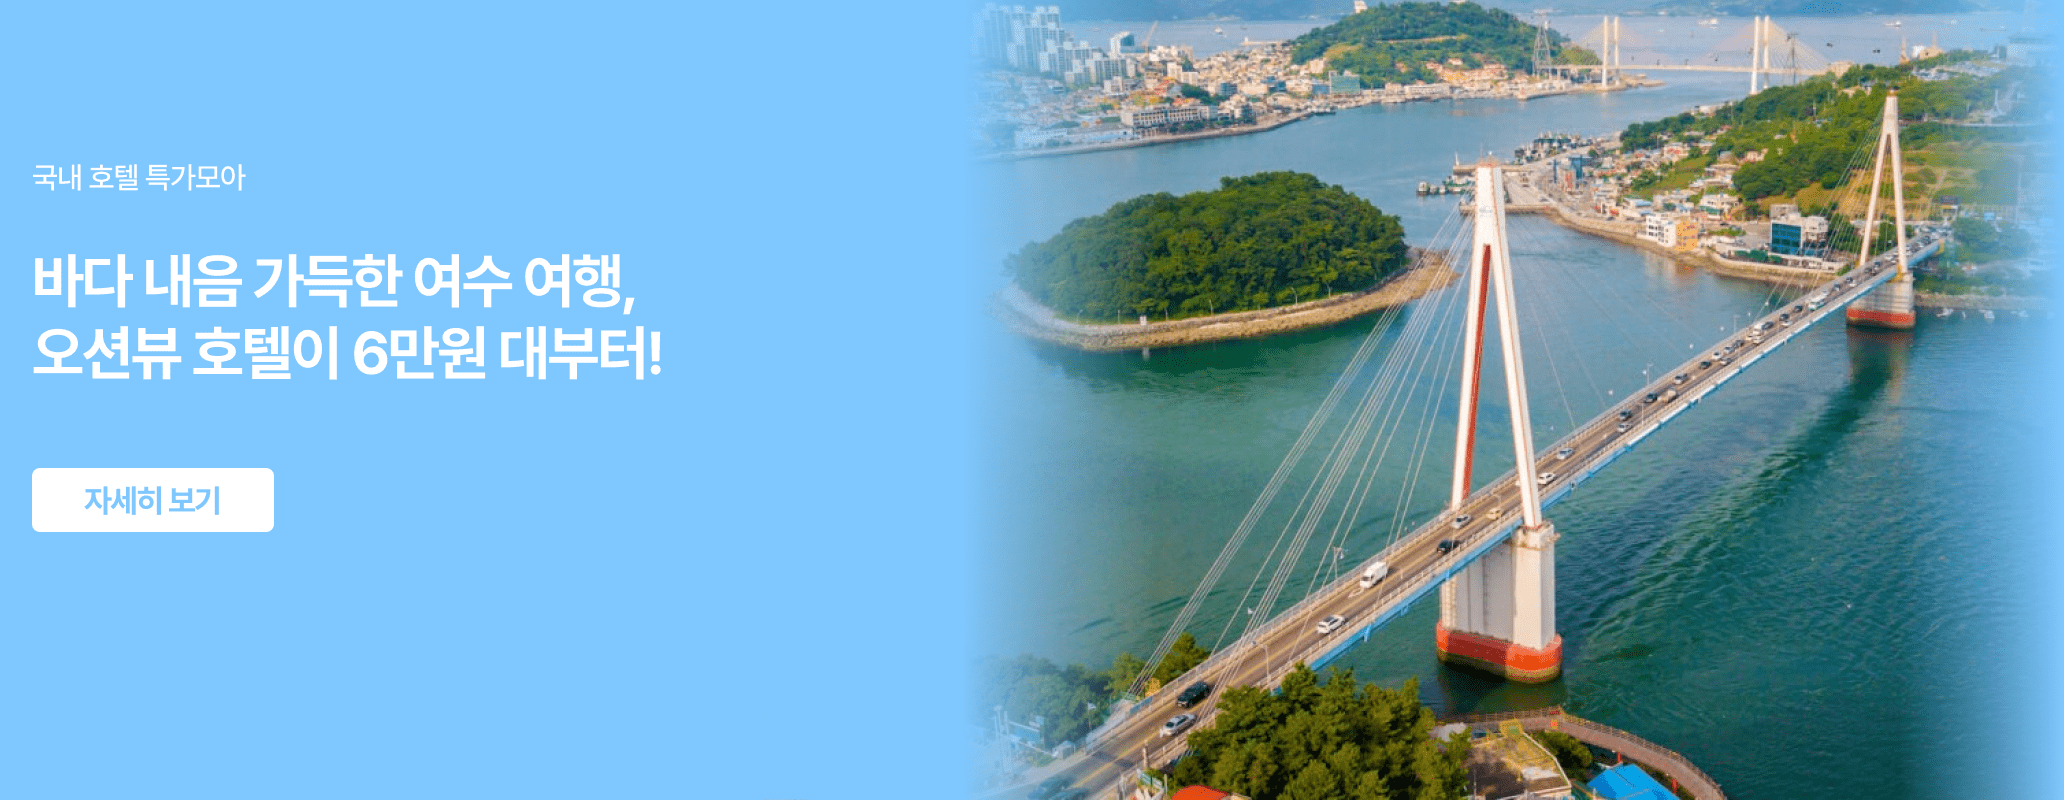 국내 호텔 특가모아
바다 내음 가득한 여수 여행,
오션뷰 호텔이 6만원 대부터!
자세히 보기